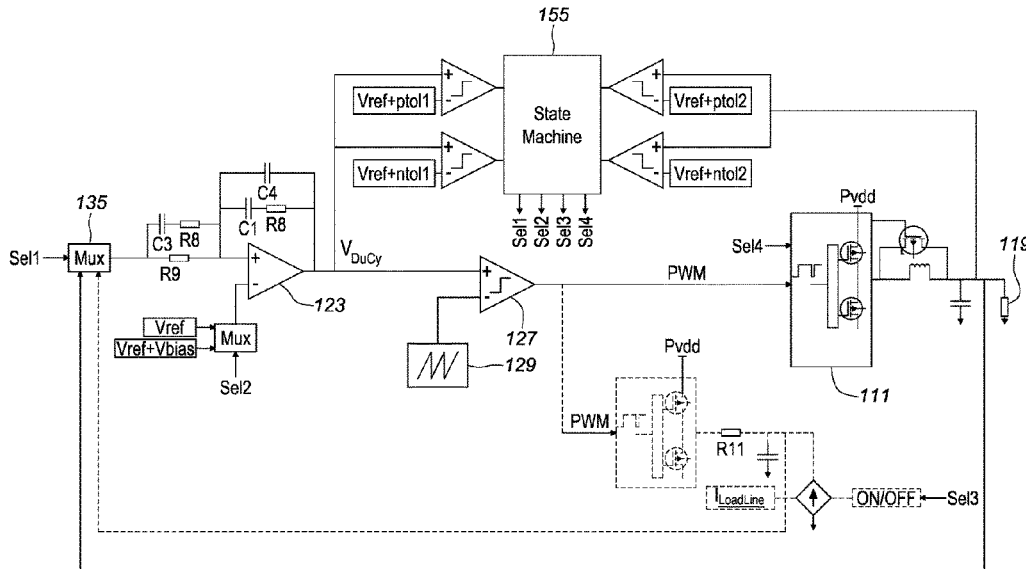 155
+
-
Vref+ptol1
+
-
Vref+ntol1
State
Machine
+
-
Vref+ptol2
+
-
Vref+ntol2
Sel1
Sel2
Sel3
Sel4
C4
C1
R8
135
Sel1
Mux
C3
R8
R9
+
-
123
Vref
Vref+Vbias
Mux
Sel2
VDuCy
+
-
127
129
PWM
Pvdd
Sel4
111
119
Pvdd
PWM
R11
ILoadLine
ON/OFF
Sel3